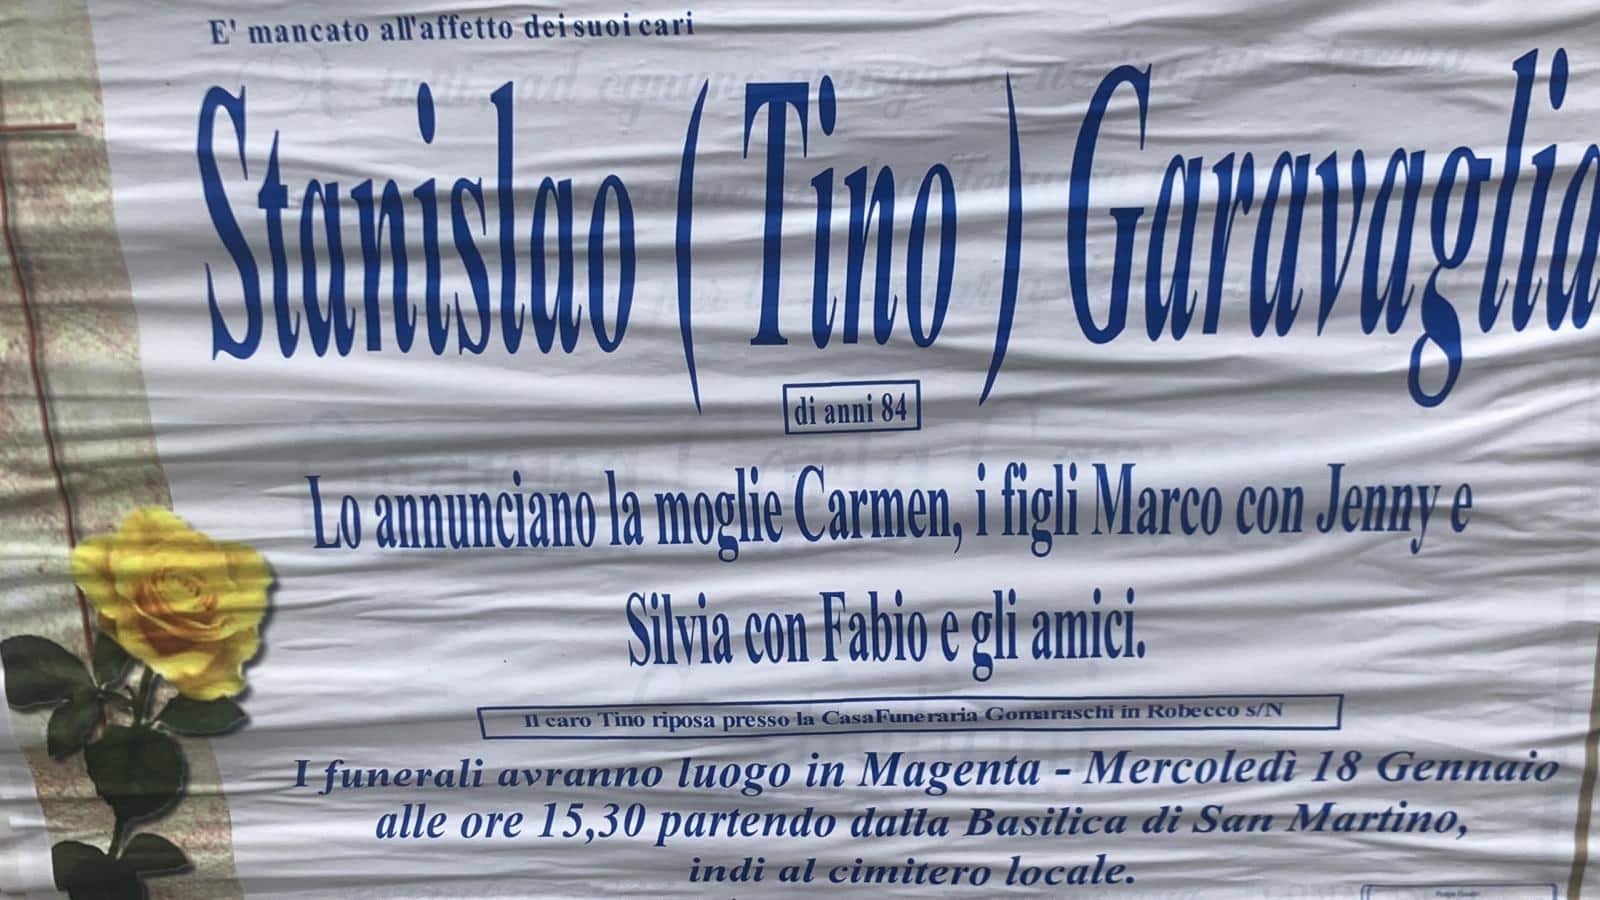 E' mancato all'affetto dei suoi cari
Stanislao ( Tino ) Garavaglia
di anni 84
Lo annunciano la moglie Carmen, i figli Marco con Jenny e
Silvia con Fabio e gli amici.
Il caro Tino riposa presso la CasaFuneraria Gomaraschi in Robecco s/N
I funerali avranno luogo in Magenta - Mercoledì 18 Gennaio
alle ore 15,30 partendo dalla Basilica di San Martino,
indi al cimitero locale.